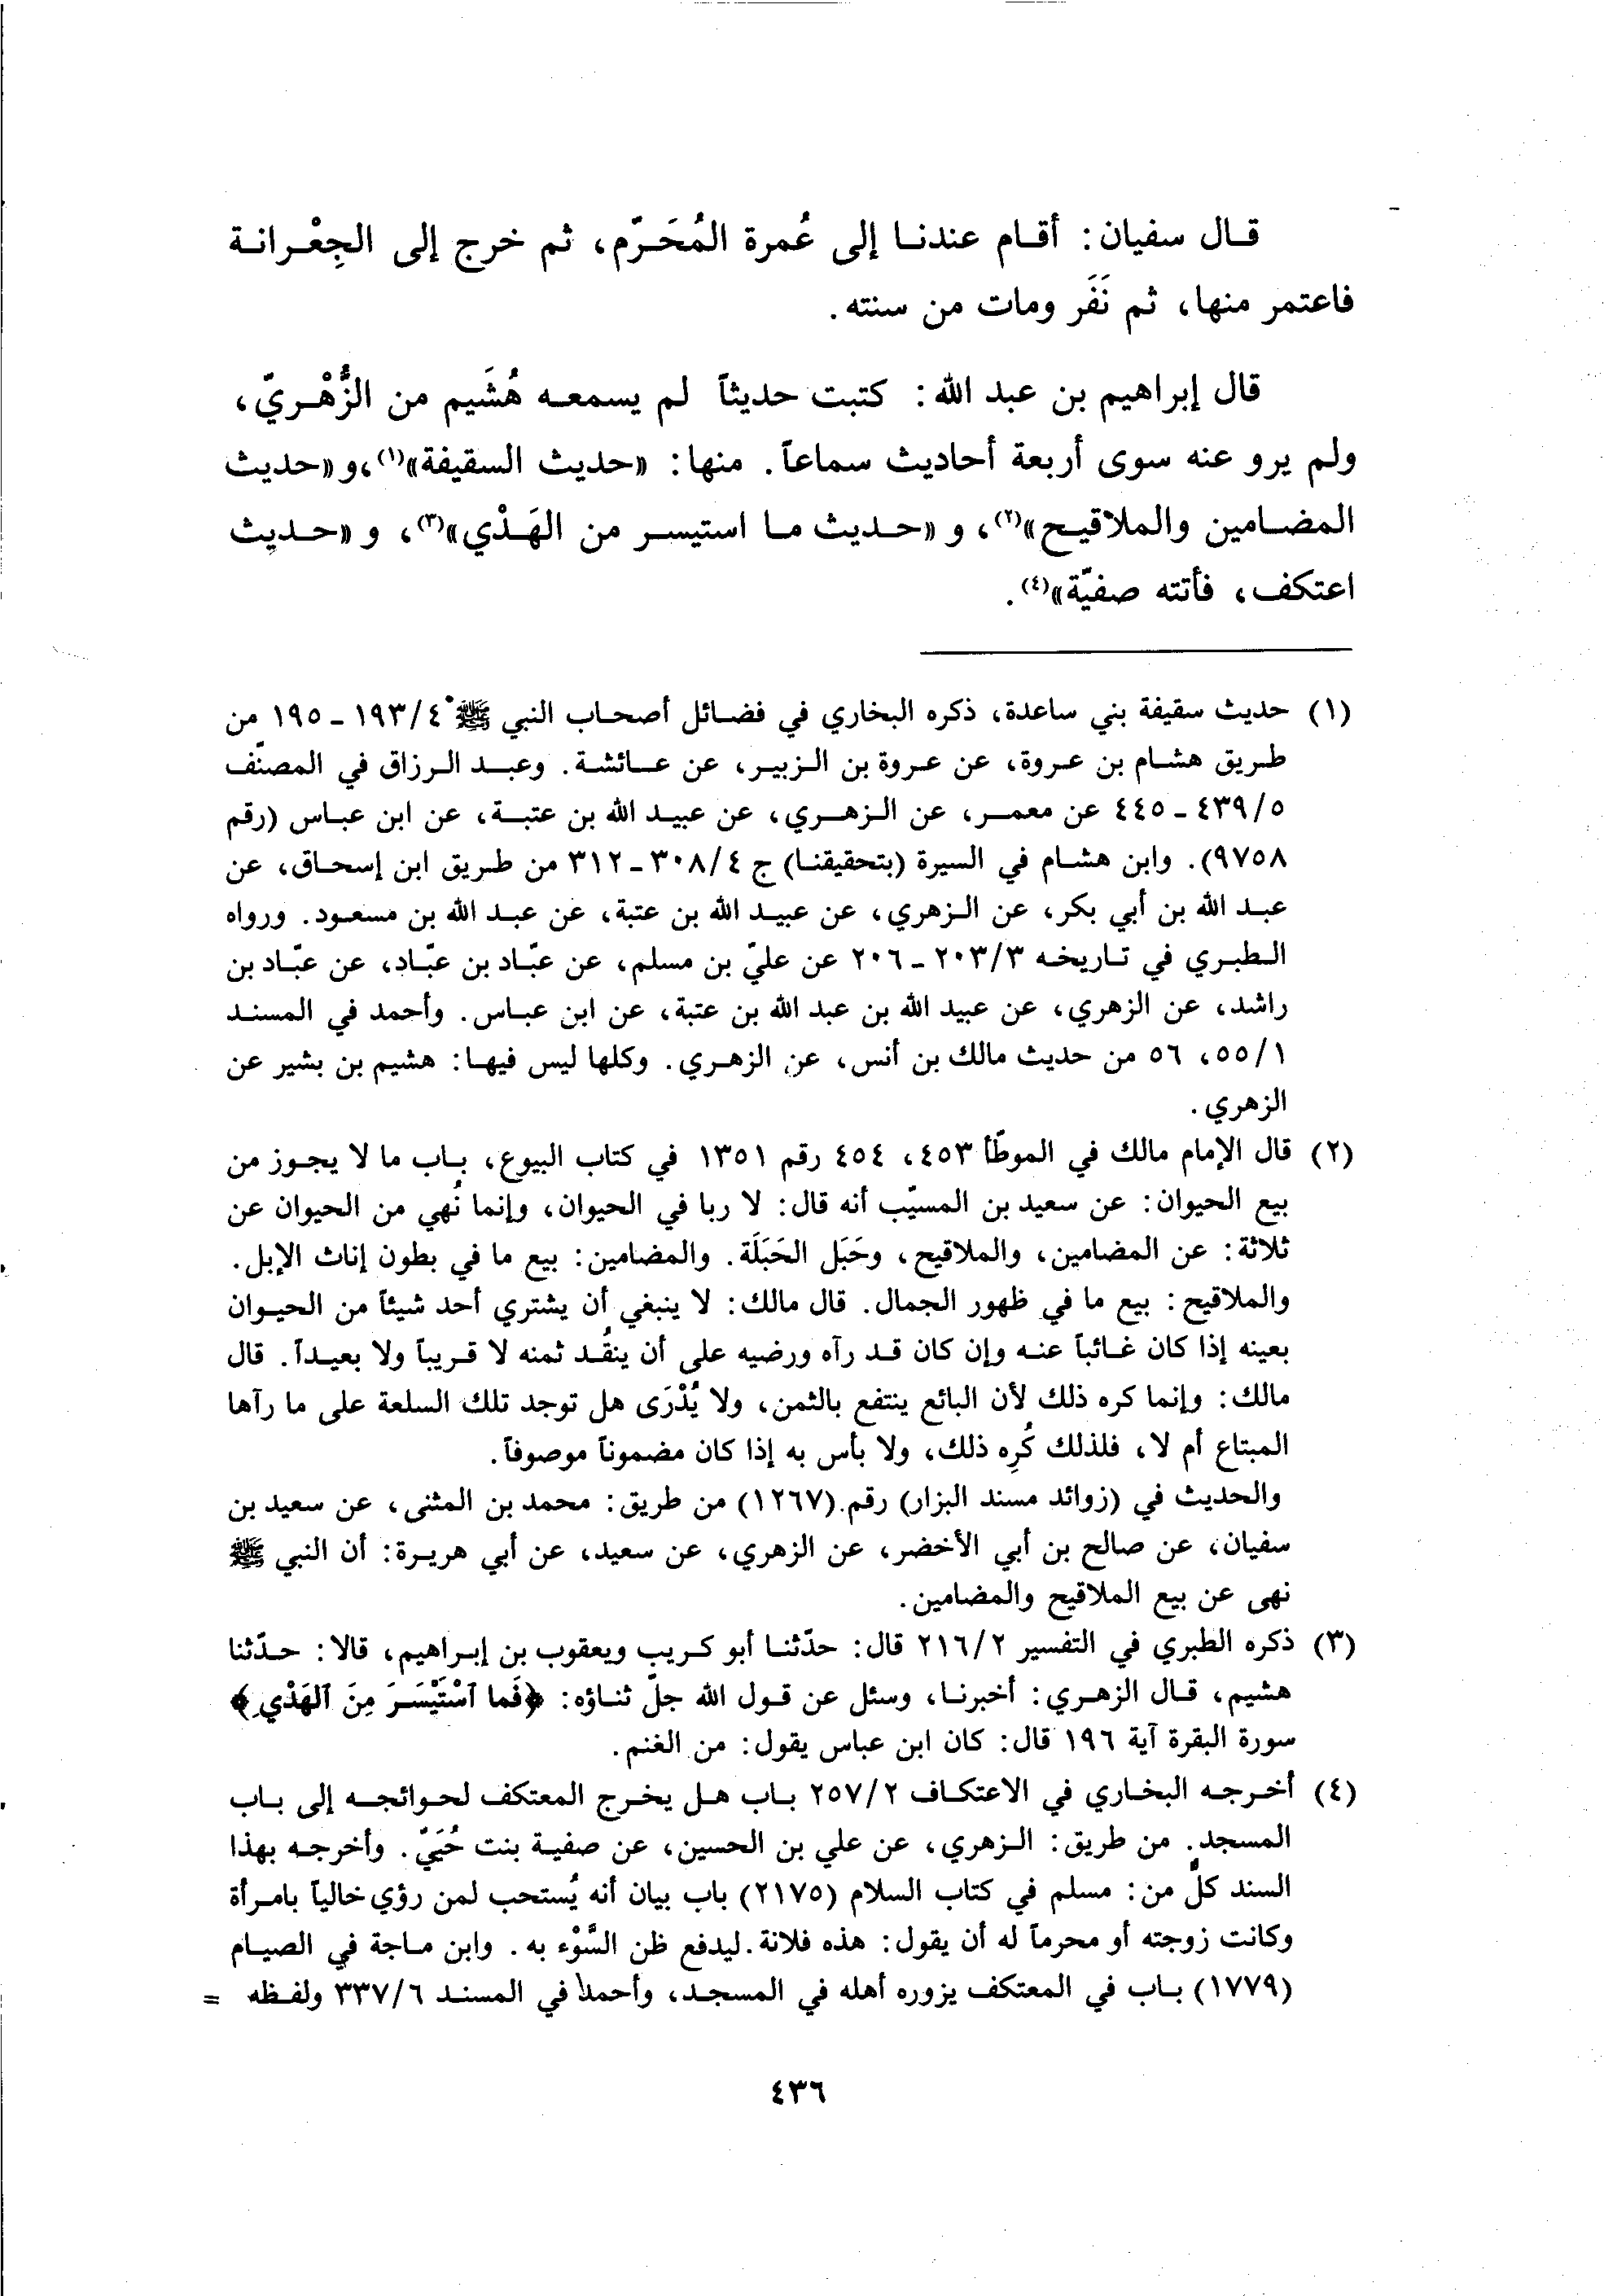 قال سفيان: أقام عندنا إلى عُمرة المُحَرّم، ثم خرج إلى الجِعْرانة
فاعتمر منها، ثم نَفَر ومات من سنته.
قال إبراهيم بن عبد الله: كتبت حديثاً لم يسمعه هُشَيم من الزُّهْريّ،
ولم يرو عنه سوى أربعة أحاديث سماعاً. منها: «حديث السقيفة»(١)، و«حديث
المضامين والملاقيح»(٢)، و«حديث ما استيسر من الهَدْي»(٣)، و«حديث
اعتكف، فأتته صفيّة»(٤).
(١) حديث سقيفة بني ساعدة، ذكره البخاري في فضائل أصحاب النبي ﷺ ٤/١٩٣ - ١٩٥ من
طريق هشام بن عروة، عن عروة بن الزبير، عن عائشة. وعبد الرزاق في المصنّف
٥/٤٣٩ - ٤٤٥ عن معمر، عن الزهري، عن عبيد الله بن عتبة، عن ابن عباس (رقم
٩٧٥٨). وابن هشام في السيرة (بتحقيقنا) ج ٤/٣٠٨ - ٣١٢ من طريق ابن إسحاق، عن
عبد الله بن أبي بكر، عن الزهري، عن عبيد الله بن عتبة، عن عبد الله بن مسعود. ورواه
الطبري في تاريخه ٣/٢٠٣ - ٢٠٦ عن عليّ بن مسلم، عن عبّاد بن عبّاد، عن عبّاد بن
راشد، عن الزهري، عن عبيد الله بن عبد الله بن عتبة، عن ابن عباس. وأحمد في المسند
١/٥٥، ٥٦ من حديث مالك بن أنس، عن الزهري. وكلها ليس فيها: هشيم بن بشير عن
الزهري.
(٢) قال الإمام مالك في الموطّأ ٤٥٣، ٤٥٤ رقم ١٣٥١ في كتاب البيوع، باب ما لا يجوز من
بيع الحيوان: عن سعيد بن المسيّب أنه قال: لا ربا في الحيوان، وإنما نُهي من الحيوان عن
ثلاثة: عن المضامين، والملاقيح، وحَبَل الحَبَلَة. والمضامين: بيع ما في بطون إناث الإبل.
والملاقيح: بيع ما في ظهور الجمال. قال مالك: لا ينبغي أن يشتري أحد شيئاً من الحيوان
بعينه إذا كان غائباً عنه وإن كان قد رآه ورضيه على أن ينقُد ثمنه لا قريباً ولا بعيداً. قال
مالك: وإنما كره ذلك لأن البائع ينتفع بالثمن، ولا يُدْرَى هل توجد تلك السلعة على ما رآها
المبتاع أم لا، فلذلك كُرِه ذلك، ولا بأس به إذا كان مضموناً موصوفاً.
والحديث في (زوائد مسند البزار) رقم (١٢٦٧) من طريق: محمد بن المثنى، عن سعيد بن
سفيان، عن صالح بن أبي الأخضر، عن الزهري، عن سعيد، عن أبي هريرة: أن النبي ﷺ
نهى عن بيع الملاقيح والمضامين.
(٣) ذكره الطبري في التفسير ٢/٢١٦ قال: حدّثنا أبو كريب ويعقوب بن إبراهيم، قالا: حدّثنا
هشيم، قال الزهري: أخبرنا، وسئل عن قول الله جلّ ثناؤه: ﴿فَما ٱسْتَيْسَرَ مِنَ ٱلهَدْيِ﴾
سورة البقرة آية ١٩٦ قال: كان ابن عباس يقول: من الغنم.
(٤) أخرجه البخاري في الاعتكاف ٢/٢٥٧ باب هل يخرج المعتكف لحوائجه إلى باب
المسجد. من طريق: الزهري، عن علي بن الحسين، عن صفية بنت حُيَيّ. وأخرجه بهذا
السند كلٌّ من: مسلم في كتاب السلام (٢١٧٥) باب بيان أنه يُستحب لمن رؤي خالياً بامرأة
وكانت زوجته أو محرماً له أن يقول: هذه فلانة. ليدفع ظن السَّوْء به. وابن ماجة في الصيام
(١٧٧٩) باب في المعتكف يزوره أهله في المسجد، وأحمد في المسند ٦/٣٣٧ ولفظه =
٤٣٦